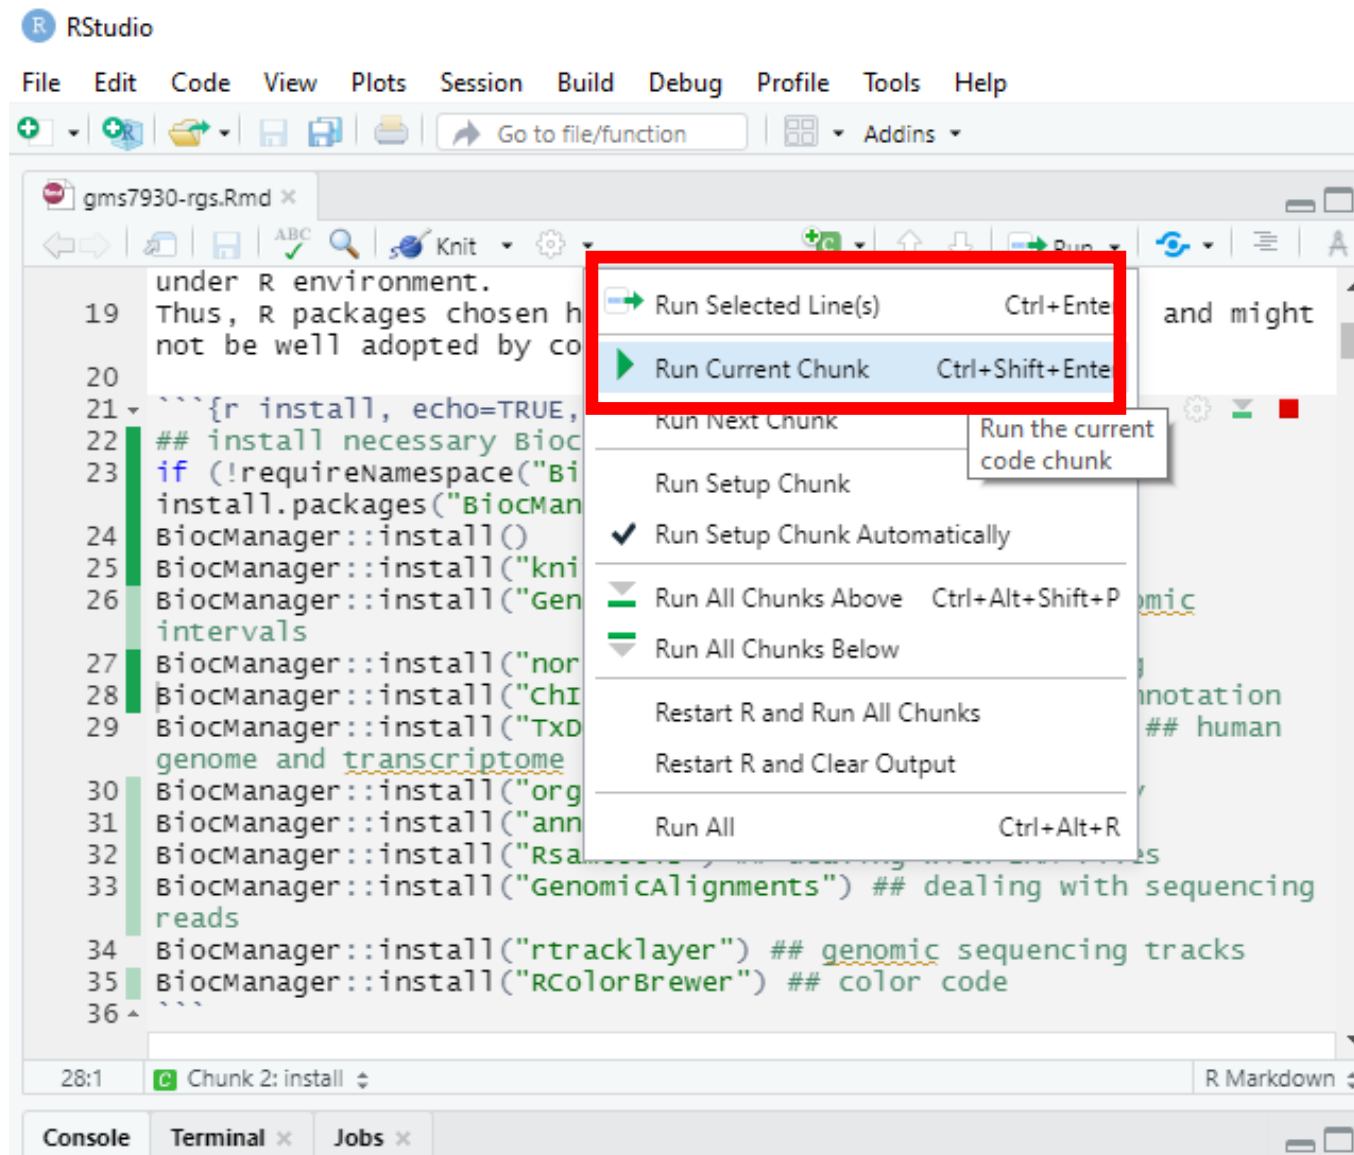 RStudio
File Edit Code View Plots Session Build Debug Profile Tools Help
Go to file/function Addins
gms7930-rgs.Rmd
ABC Knit Run
under R environment.
19 Thus, R packages chosen h and might
not be well adopted by co
20
21 ```{r install, echo=TRUE,
22 ## install necessary Bioc
23 if (!requireNamespace("Bi
install.packages("BiocMan
24 BiocManager::install()
25 BiocManager::install("kni
26 BiocManager::install("Gen omic
intervals
27 BiocManager::install("nor
28 BiocManager::install("ChI nnotation
29 BiocManager::install("TxD ## human
genome and transcriptome
30 BiocManager::install("org
31 BiocManager::install("ann
32 BiocManager::install("Rsa
33 BiocManager::install("GenomicAlignments") ## dealing with sequencing
reads
34 BiocManager::install("rtracklayer") ## genomic sequencing tracks
35 BiocManager::install("RColorBrewer") ## color code
36 ```
Run Selected Line(s) Ctrl+Enter
Run Current Chunk Ctrl+Shift+Enter
Run Next Chunk
Run the current
code chunk
Run Setup Chunk
Run Setup Chunk Automatically
Run All Chunks Above Ctrl+Alt+Shift+P
Run All Chunks Below
Restart R and Run All Chunks
Restart R and Clear Output
Run All Ctrl+Alt+R
28:1 C Chunk 2: install R Markdown
Console Terminal Jobs